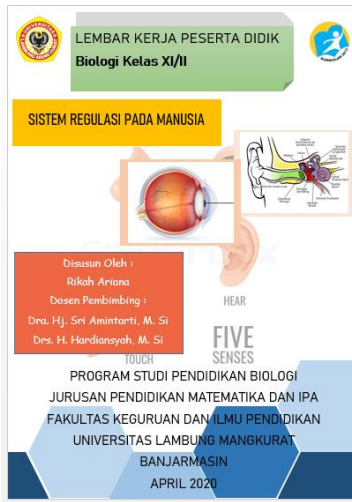 LEMBAR KERJA PESERTA DIDIK
Biologi Kelas XI/II
SISTEM REGULASI PADA MANUSIA
Disusun Oleh :
Rikah Ariana
Dosen Pembimbing :
Dra. Hj. Sri Amintarti, M. Si
Drs. H. Hardiansyah, M. Si
HEAR
FIVE
SENSES
TOUCH
PROGRAM STUDI PENDIDIKAN BIOLOGI
JURUSAN PENDIDIKAN MATEMATIKA DAN IPA
FAKULTAS KEGURUAN DAN ILMU PENDIDIKAN
UNIVERSITAS LAMBUNG MANGKURAT
BANJARMASIN
APRIL 2020